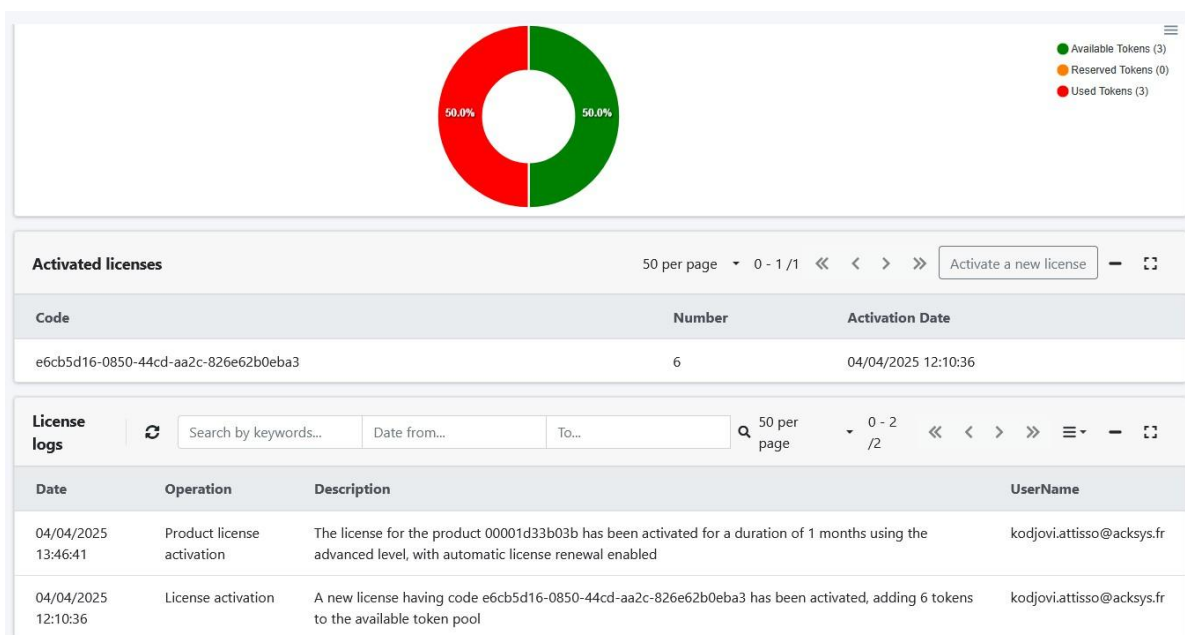 Available Tokens (3)
Reserved Tokens (0)
Used Tokens (3)
50.0%
50.0%
Activated licenses
50 per page
0 - 1 /1
Activate a new license
Code
Number
Activation Date
e6cb5d16-0850-44cd-aa2c-826e62b0eba3
6
04/04/2025 12:10:36
License
logs
Search by keywords...
Date from...
To...
50 per
page
0 - 2
/2
Date
Operation
Description
UserName
04/04/2025
13:46:41
Product license
activation
The license for the product 00001d33b03b has been activated for a duration of 1 months using the
advanced level, with automatic license renewal enabled
kodjovi.attisso@acksys.fr
04/04/2025
12:10:36
License activation
A new license having code e6cb5d16-0850-44cd-aa2c-826e62b0eba3 has been activated, adding 6 tokens
to the available token pool
kodjovi.attisso@acksys.fr